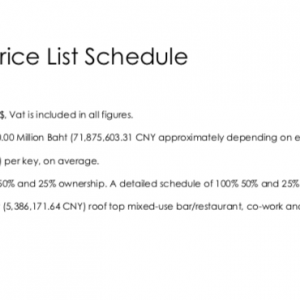 rice List Schedule
$. Vat is included in all figures.
0.00 Million Baht (71,875,603.31 CNY approximately depending on e
) per key, on average.
50% and 25% ownership. A detailed schedule of 100% 50% and 25%
(5,386,171.64 CNY) roof top mixed-use bar/restaurant, co-work and